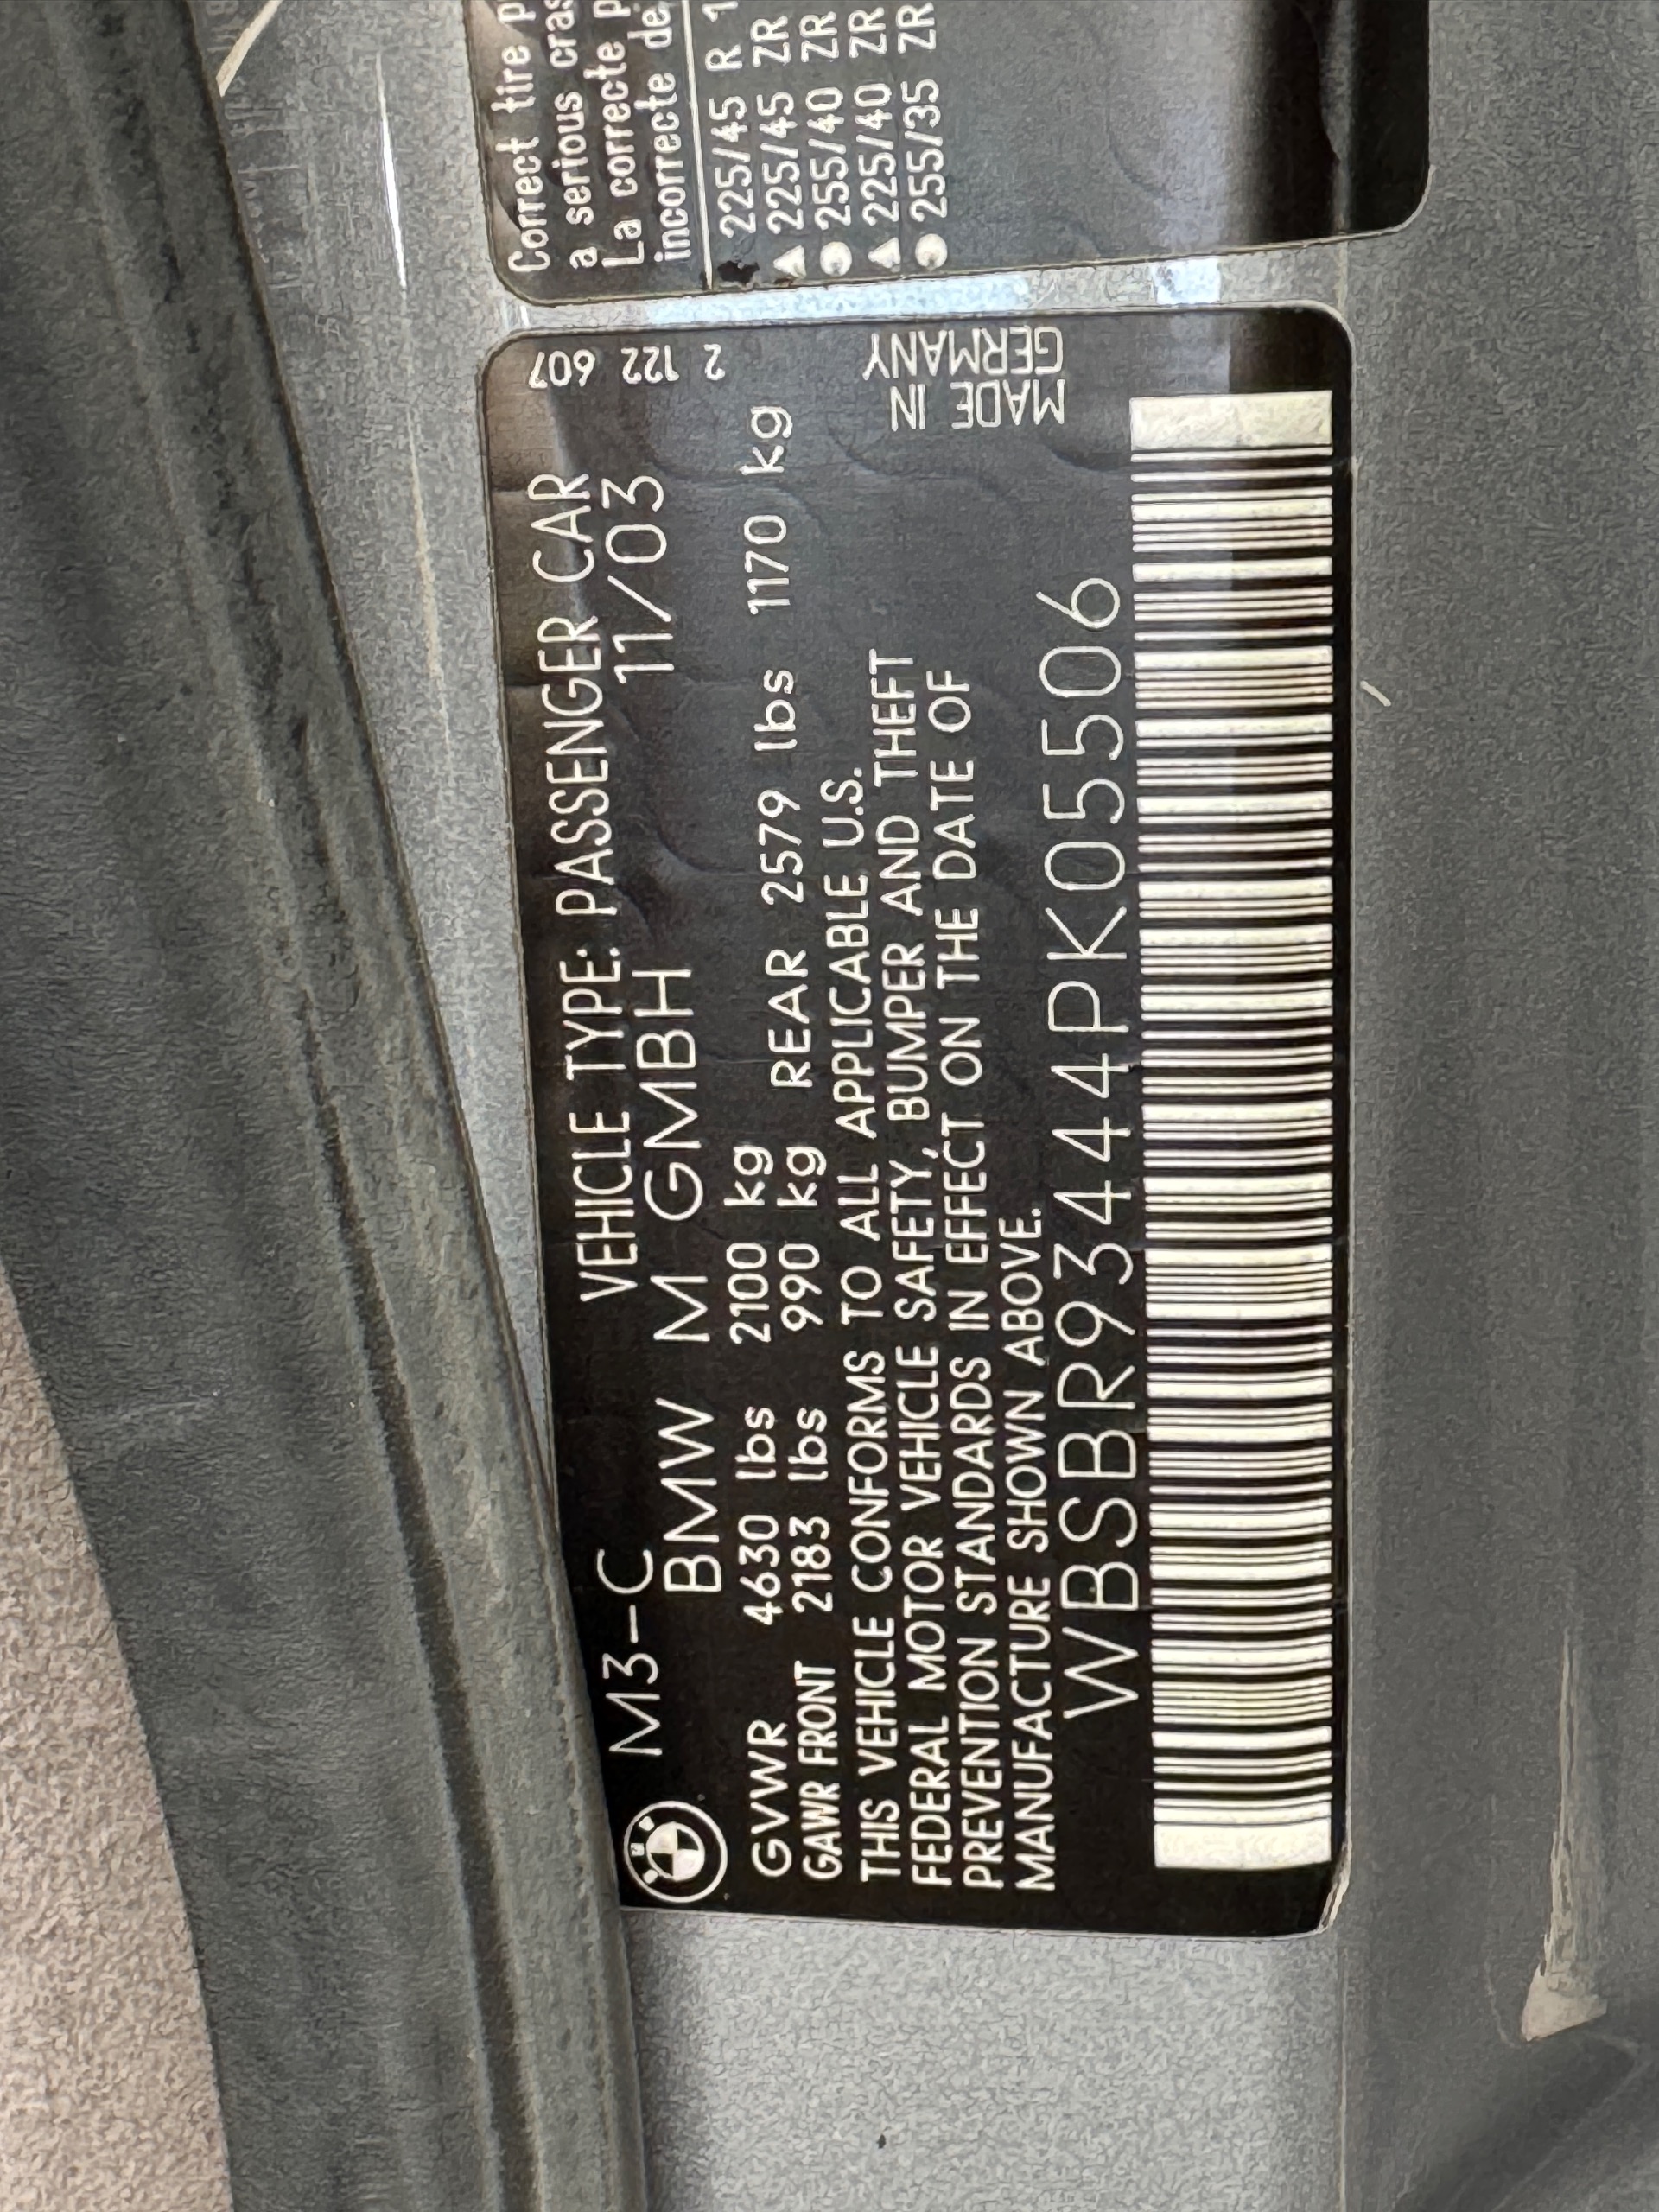 M3-C VEHICLE TYPE: PASSENGER CAR
BMW M GMBH 11/03
GVWR 4630 lbs 2100 kg
GAWR FRONT 2183 lbs 990 kg REAR 2579 lbs 1170 kg
THIS VEHICLE CONFORMS TO ALL APPLICABLE U.S.
FEDERAL MOTOR VEHICLE SAFETY, BUMPER AND THEFT
PREVENTION STANDARDS IN EFFECT ON THE DATE OF
MANUFACTURE SHOWN ABOVE.
WBSBR93444PK05506
2 122 607
MADE IN
GERMANY
Correct tire
a serious
La correcte
incorrecte
225/45 R
225/45 ZR
255/40 ZR
225/40 ZR
255/35 ZR